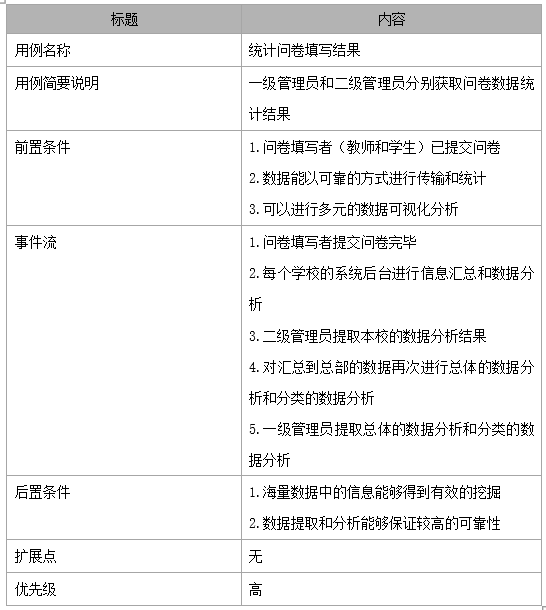 标题 内容
用例名称 统计问卷填写结果
用例简要说明 一级管理员和二级管理员分别获取问卷数据统
计结果
前置条件 1.问卷填写者（教师和学生）已提交问卷
2.数据能以可靠的方式进行传输和统计
3.可以进行多元的数据可视化分析
事件流 1.问卷填写者提交问卷完毕
2.每个学校的系统后台进行信息汇总和数据分
析
3.二级管理员提取本校的数据分析结果
4.对汇总到总部的数据再次进行总体的数据分
析和分类的数据分析
5.一级管理员提取总体的数据分析和分类的数
据分析
后置条件 1.海量数据中的信息能够得到有效的挖掘
2.数据提取和分析能够保证较高的可靠性
扩展点 无
优先级 高